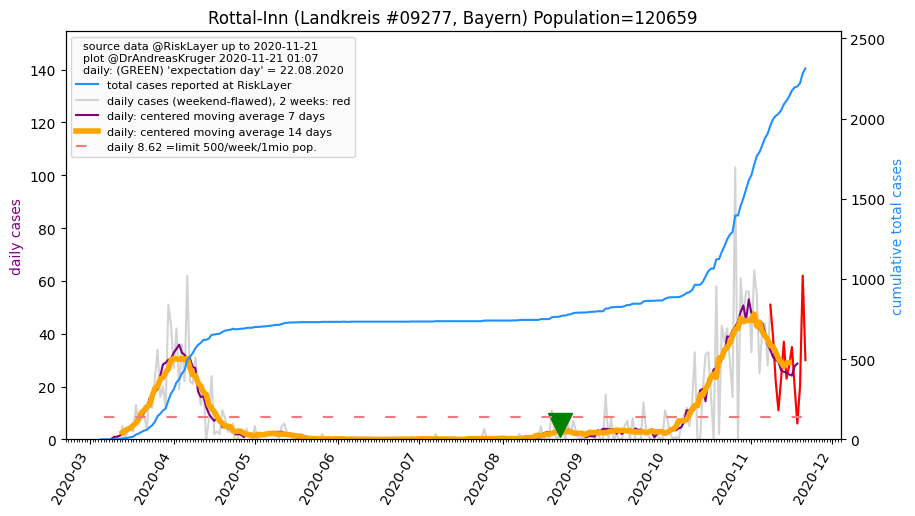 Rottal-Inn (Landkreis #09277, Bayern) Population=120659
source data @RiskLayer up to 2020-11-21
plot @DrAndreasKruger 2020-11-21 01:07
daily: (GREEN) 'expectation day' = 22.08.2020
total cases reported at RiskLayer
daily cases (weekend-flawed), 2 weeks: red
daily: centered moving average 7 days
daily: centered moving average 14 days
daily 8.62 =limit 500/week/1mio pop.
daily cases
140
120
100
80
60
40
20
0
2500
2000
1500
1000
500
0
cumulative total cases
2020-03
2020-04
2020-05
2020-06
2020-07
2020-08
2020-09
2020-10
2020-11
2020-12